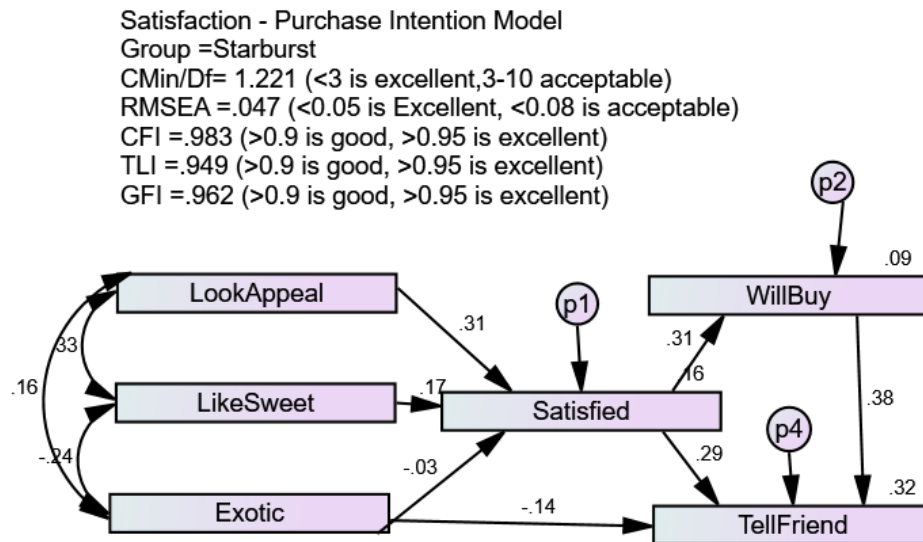 Satisfaction - Purchase Intention Model
Group =Starburst
CMin/Df= 1.221 (<3 is excellent,3-10 acceptable)
RMSEA =.047 (<0.05 is Excellent, <0.08 is acceptable)
CFI =.983 (>0.9 is good, >0.95 is excellent)
TLI =.949 (>0.9 is good, >0.95 is excellent)
GFI =.962 (>0.9 is good, >0.95 is excellent)
p2
.09
LookAppeal
WillBuy
p1
.31
.31
.33
.16
.17
.16
LikeSweet
Satisfied
.38
p4
-.24
-.03
.29
.32
Exotic
-.14
TellFriend